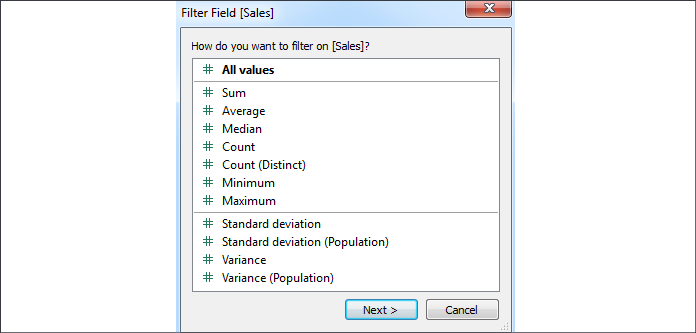 Filter Field [Sales]
How do you want to filter on [Sales]?
# All values
# Sum
# Average
# Median
# Count
# Count (Distinct)
# Minimum
# Maximum
# Standard deviation
# Standard deviation (Population)
# Variance
# Variance (Population)
Next > Cancel